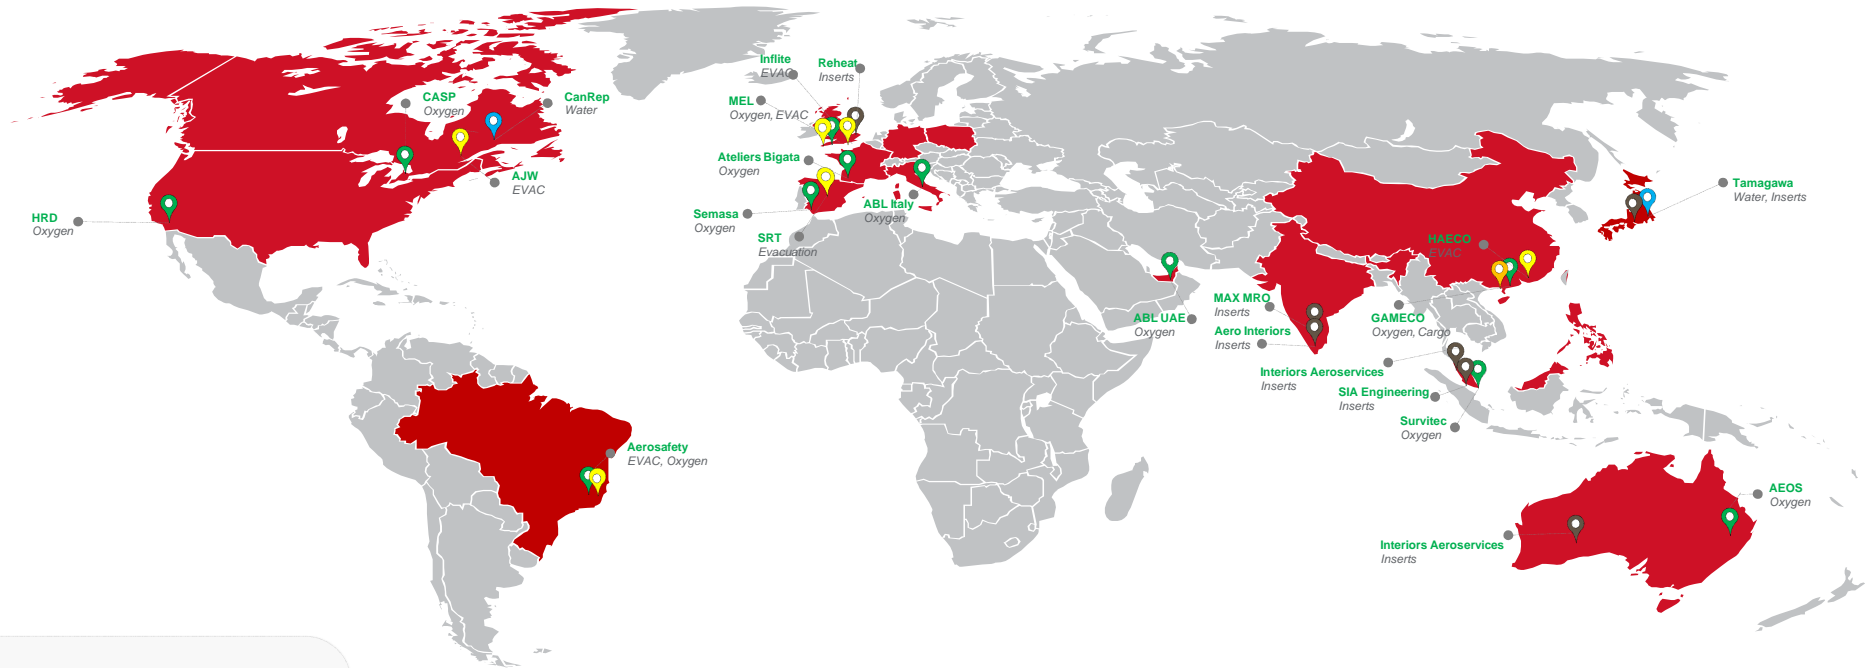 Inflite
EVAC
Reheat
Inserts
CASP
Oxygen
CanRep
Water
MEL
Oxygen, EVAC
Ateliers Bigata
Oxygen
AJW
EVAC
Tamagawa
Water, Inserts
HRD
Oxygen
Semasa
Oxygen
ABL Italy
Oxygen
SRT
Evacuation
HAECO
EVAC
MAX MRO
Inserts
ABL UAE
Oxygen
GAMECO
Oxygen, Cargo
Aero Interiors
Inserts
Interiors Aeroservices
Inserts
SIA Engineering
Inserts
Survitec
Oxygen
Aerosafety
EVAC, Oxygen
AEOS
Oxygen
Interiors Aeroservices
Inserts